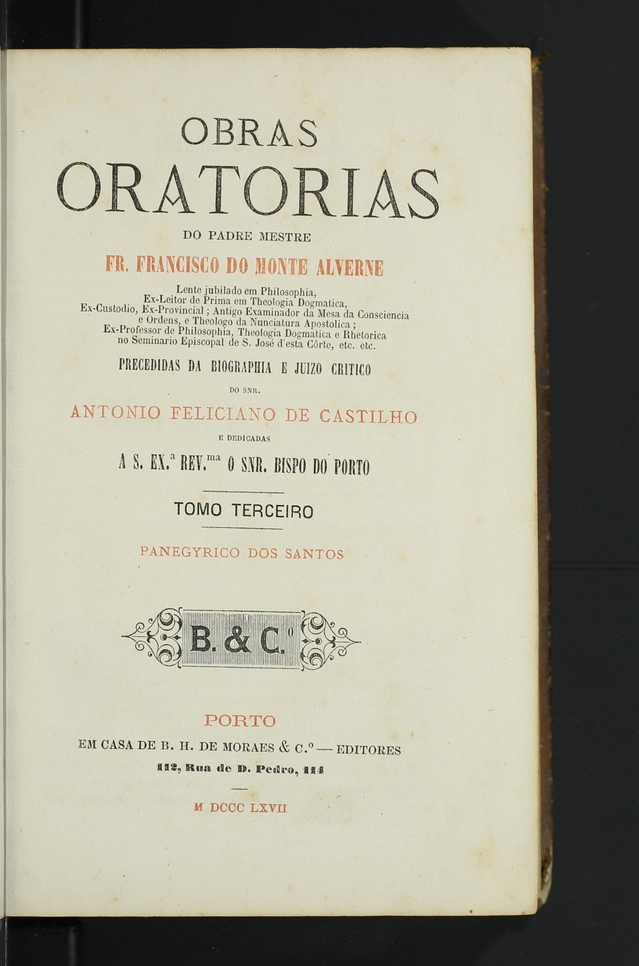 OBRAS
ORATORIAS
DO PADRE MESTRE
FR. FRANCISCO DO MONTE ALVERNE
Lente jubilado em Philosophia,
Ex-Leitor de Prima em Theologia Dogmatica,
Ex-Custodio, Ex-Provincial; Antigo Examinador da Mesa da Consciencia
e Ordens, e Theologo da Nunciatura Apostolica;
Ex-Professor de Philosophia, Theologia Dogmatica e Rhetorica
no Seminario Episcopal de S. José d'esta Côrte, etc. etc.
PRECEDIDAS DA BIOGRAPHIA E JUIZO CRITICO
DO SNR.
ANTONIO FELICIANO DE CASTILHO
E DEDICADAS
A S. EX.ª REV.ma O SNR. BISPO DO PORTO
TOMO TERCEIRO
PANEGYRICO DOS SANTOS
B. & C.º
PORTO
EM CASA DE B. H. DE MORAES & C.º — EDITORES
112, Rua de D. Pedro, 114
M DCCC LXVII